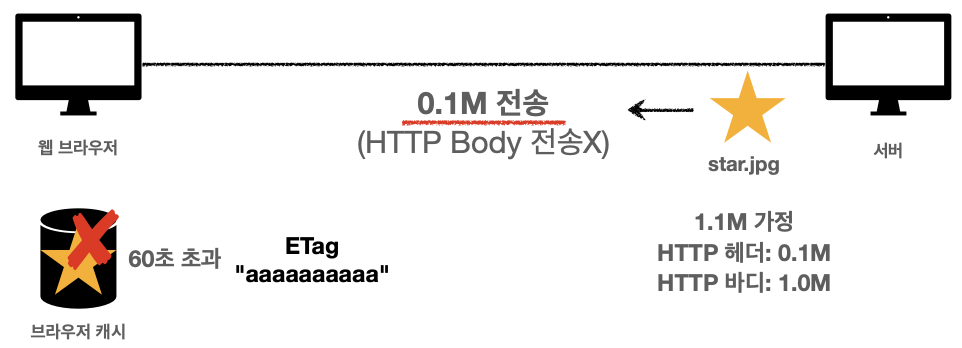 0.1M 전송
(HTTP Body 전송X)
웹 브라우저
서버
star.jpg
1.1M 가정
HTTP 헤더: 0.1M
HTTP 바디: 1.0M
60초 초과
ETag
"aaaaaaaaaa"
브라우저 캐시